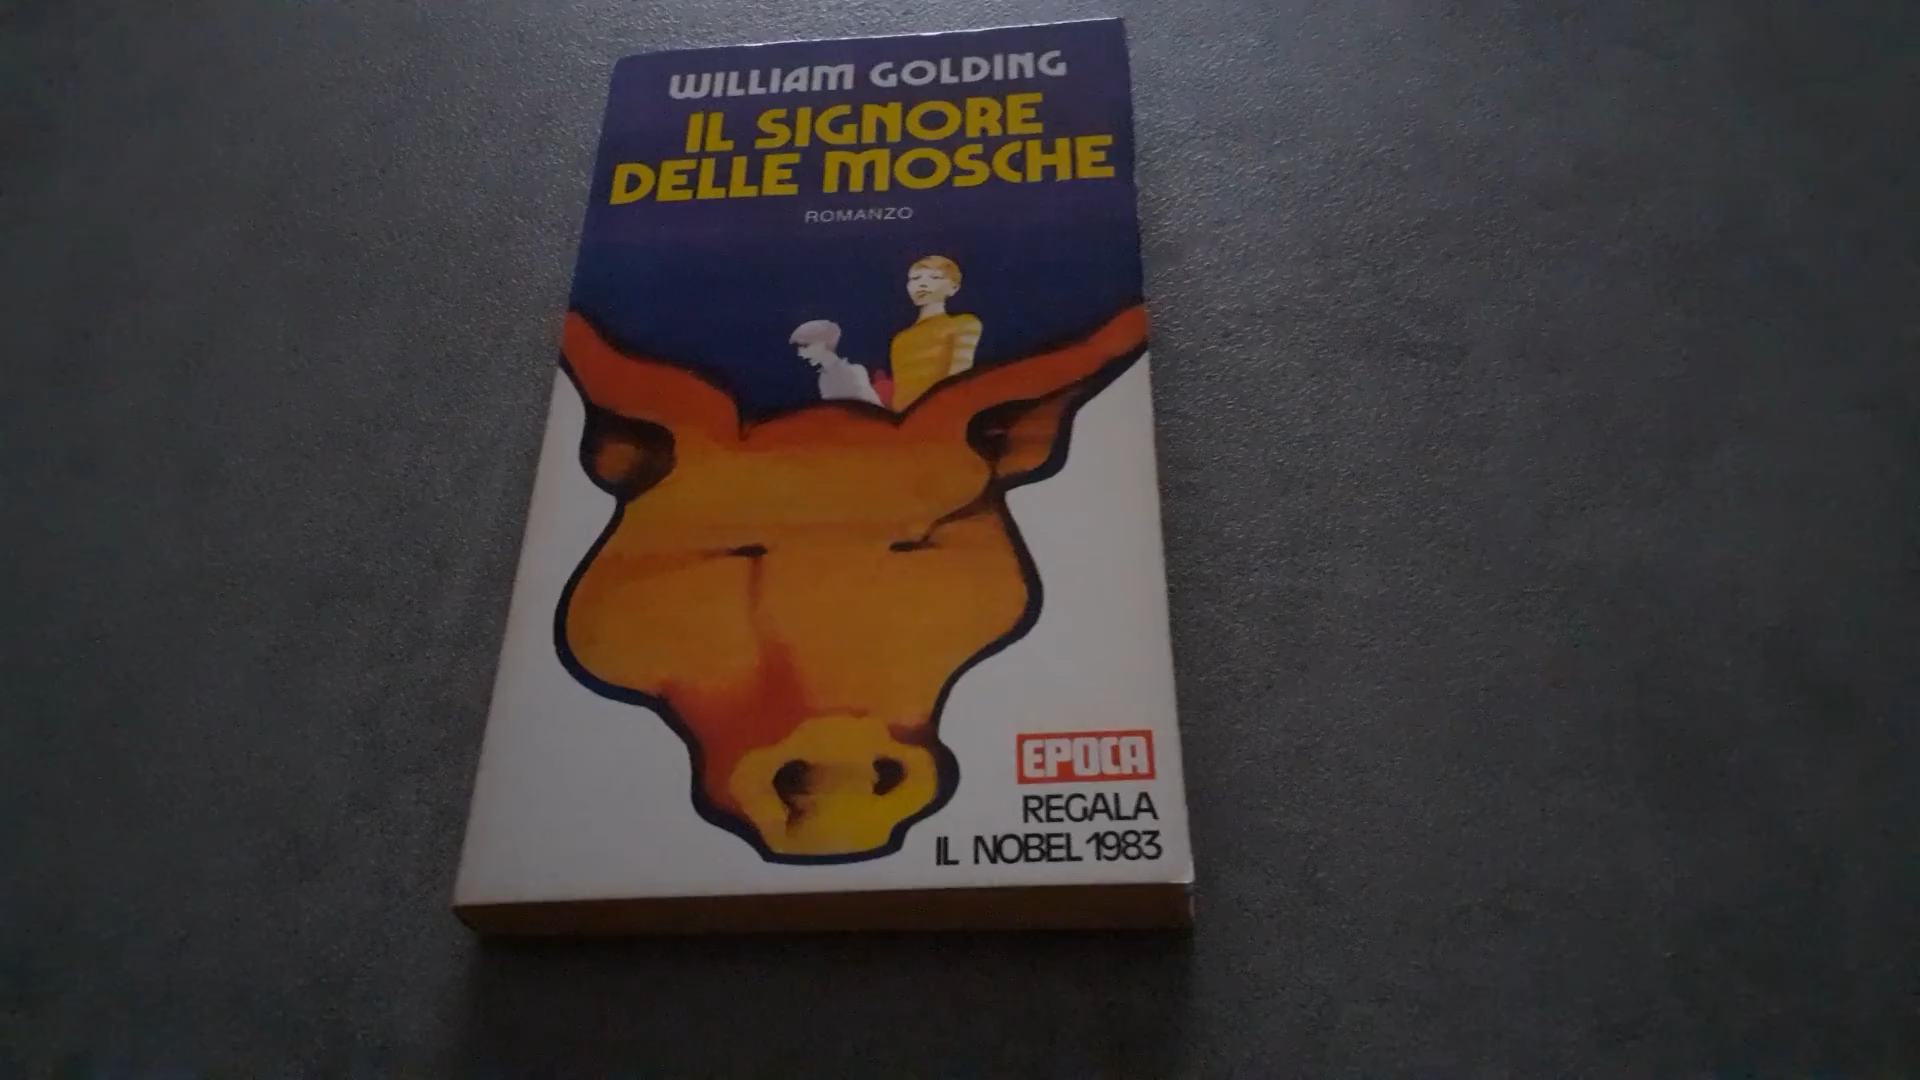 WILLIAM GOLDING
IL SIGNORE
DELLE MOSCHE
ROMANZO
EPOCA
REGALA
IL NOBEL 1983